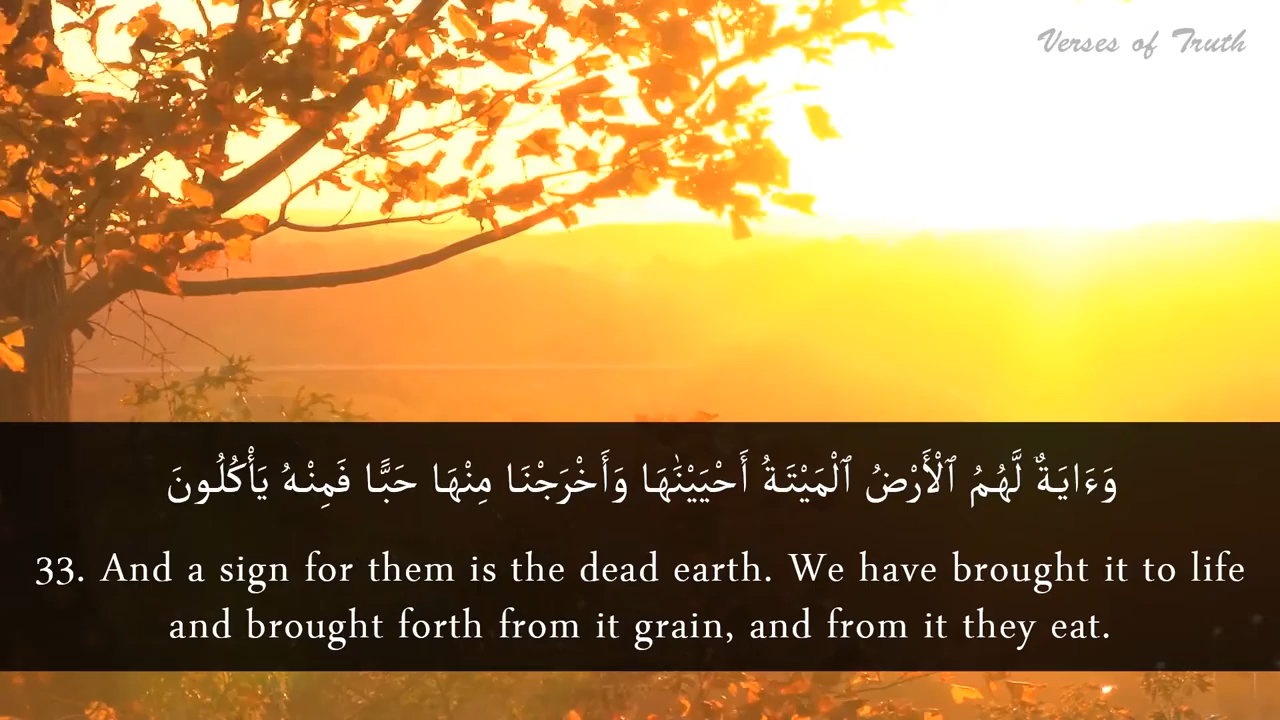 Verses of Truth
وَءَايَةٌ لَّهُمُ ٱلْأَرْضُ ٱلْمَيْتَةُ أَحْيَيْنَٰهَا وَأَخْرَجْنَا مِنْهَا حَبًّا فَمِنْهُ يَأْكُلُونَ
33. And a sign for them is the dead earth. We have brought it to life
and brought forth from it grain, and from it they eat.